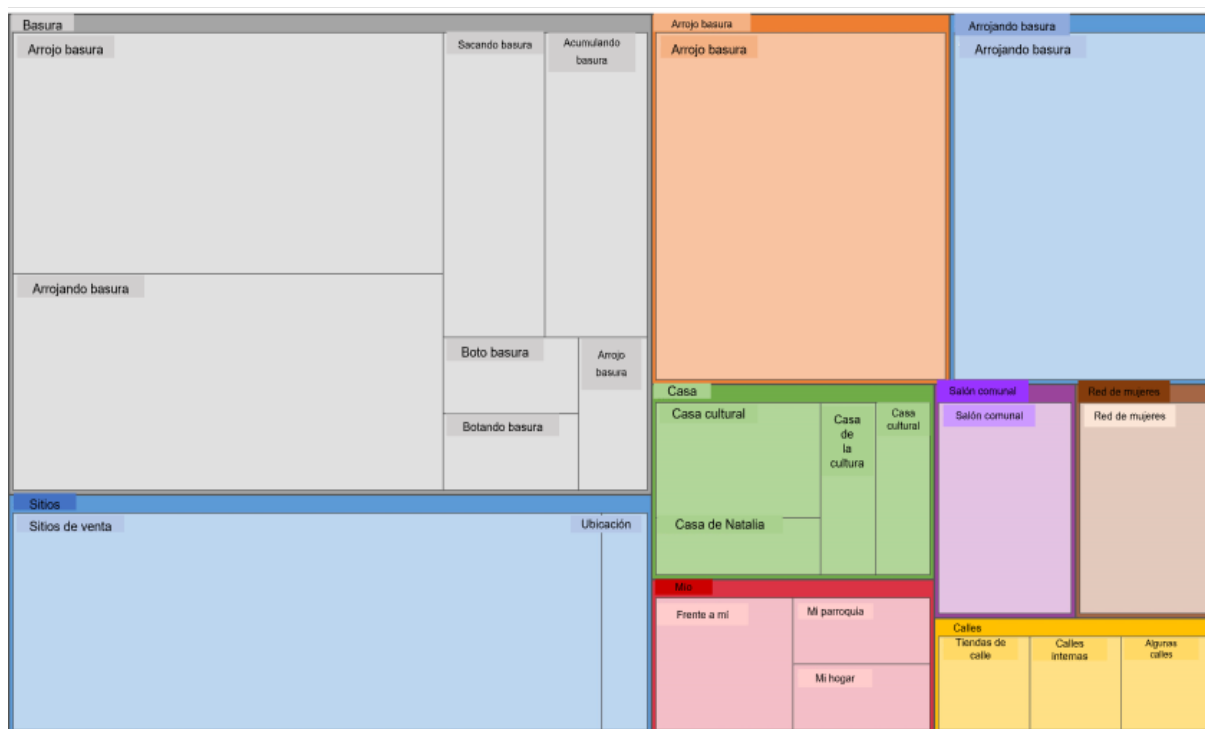 Basura
Arrojo basura
Sacando basura
Acumulando
basura
Arrojando basura
Boto basura
Arrojo
basura
Botando basura
Arrojo basura
Arrojo basura
Arrojando basura
Arrojando basura
Casa
Casa cultural
Casa
de
la
cultura
Casa
cultural
Casa de Natalia
Salón comunal
Salón comunal
Red de mujeres
Red de mujeres
Sitios
Sitios de venta
Ubicación
Mío
Frente a mí
Mi parroquia
Mi hogar
Calles
Tiendas de
calle
Calles
internas
Algunas
calles